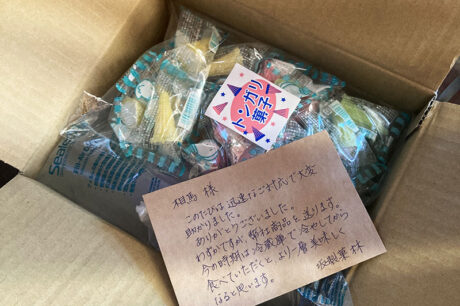 トンガリ
菓子
相馬 様
このたびは迅速なご対応で大変
助かりました。
ありがとうございました。
わずかですが、弊社商品を送ります。
今の時期は、冷蔵庫で冷やしてから
食べていただくと、より一層美味しく
なると思います。
坂製菓 林